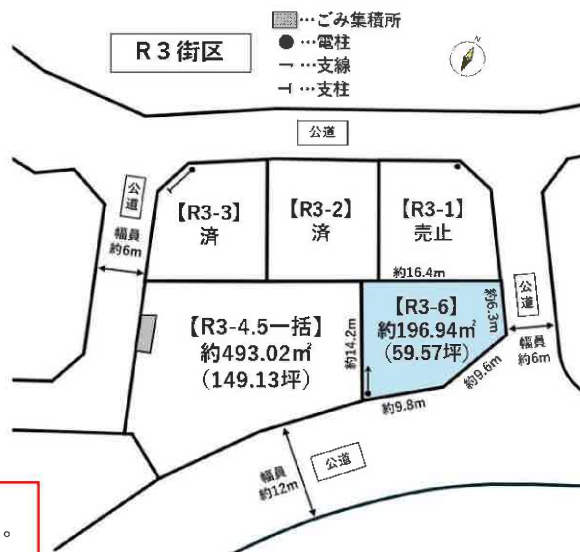 R３街区
…ごみ集積所
…電柱
…支線
…支柱
N
公道
公道
幅員
約6m
【R3-3】
済
【R3-2】
済
【R3-1】
売止
約16.4m
公道
幅員
約6m
【R3-4.5一括】
約493.02㎡
（149.13坪）
約14.2m
【R3-6】
約196.94㎡
（59.57坪）
約6.3m
約9.6m
約9.8m
幅員
約12m
公道
。